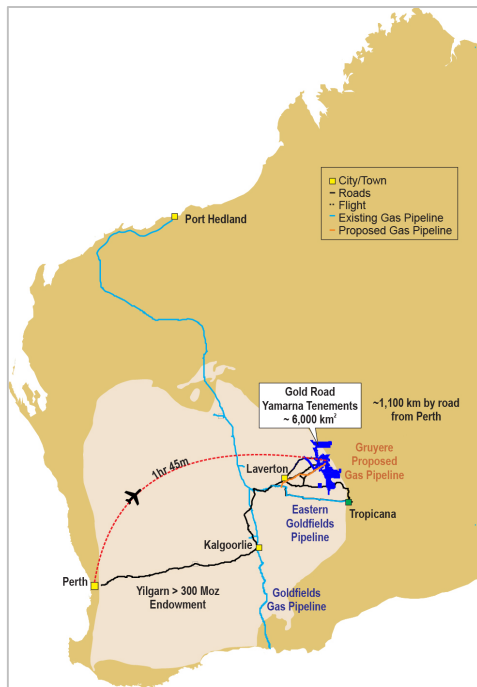 Port Hedland
City/Town
Roads
Flight
Existing Gas Pipeline
Proposed Gas Pipeline
Gold Road
Yamarna Tenements
~ 6,000 km²
~1,100 km by road
from Perth
1hr 45m
Laverton
Gruyere
Proposed
Gas Pipeline
Eastern
Goldfields
Pipeline
Tropicana
Kalgoorlie
Perth
Yilgarn > 300 Moz
Endowment
Goldfields
Gas Pipeline